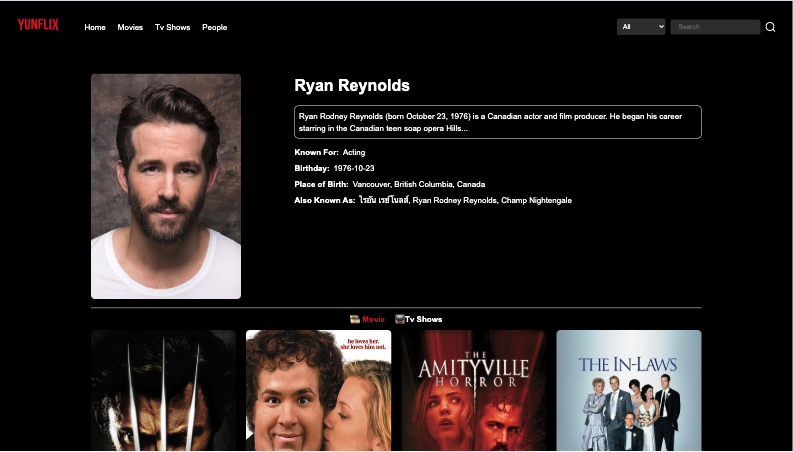 YUNFLIX
Home Movies Tv Shows People
All Search
Ryan Reynolds
Ryan Rodney Reynolds (born October 23, 1976) is a Canadian actor and film producer. He began his career
starring in the Canadian teen soap opera Hills...
Known For: Acting
Birthday: 1976-10-23
Place of Birth: Vancouver, British Columbia, Canada
Also Known As: ไรอัน เรย์โนลส์, Ryan Rodney Reynolds, Champ Nightengale
Movie Tv Shows
he loves her.
she loves him not.
THE
AMITYVILLE
HORROR
THE IN-LAWS